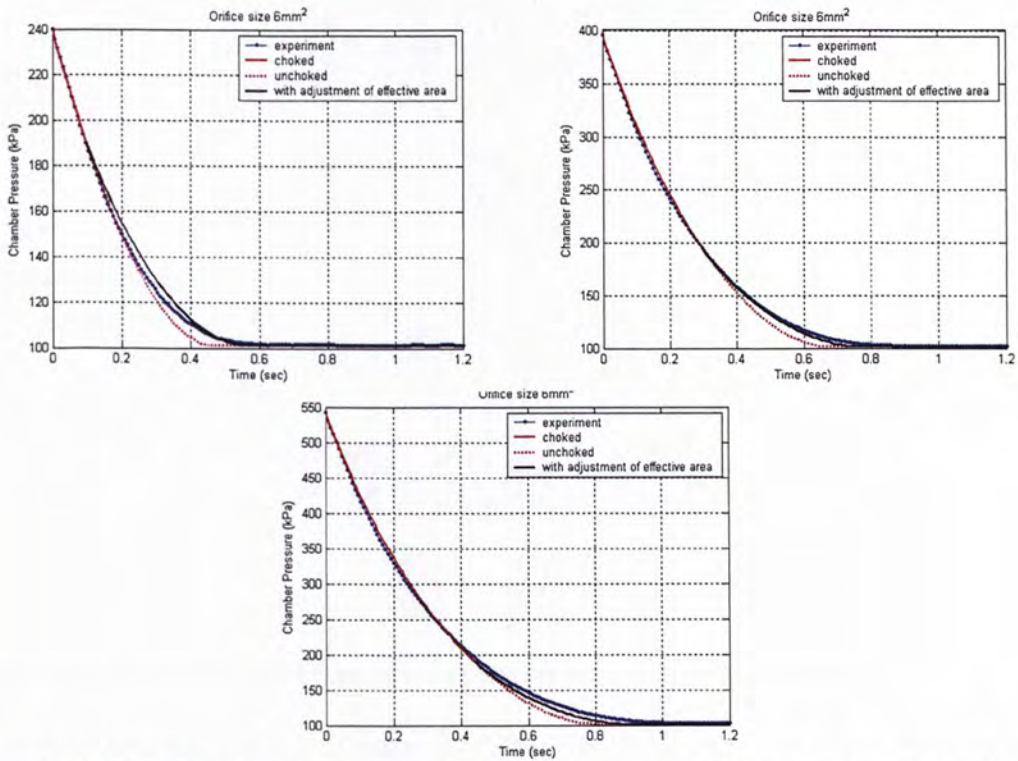 Orifice size 6mm²
240
220
200
180
160
140
120
100
0
0.2
0.4
0.6
0.8
1
1.2
Chamber Pressure (kPa)
Time (sec)
experiment
choked
unchoked
with adjustment of effective area
Orifice size 6mm²
400
350
300
250
200
150
100
0
0.2
0.4
0.6
0.8
1
1.2
Chamber Pressure (kPa)
Time (sec)
experiment
choked
unchoked
with adjustment of effective area
Orifice size 6mm²
550
500
450
400
350
300
250
200
150
100
0
0.2
0.4
0.6
0.8
1
1.2
Chamber Pressure (kPa)
Time (sec)
experiment
choked
unchoked
with adjustment of effective area